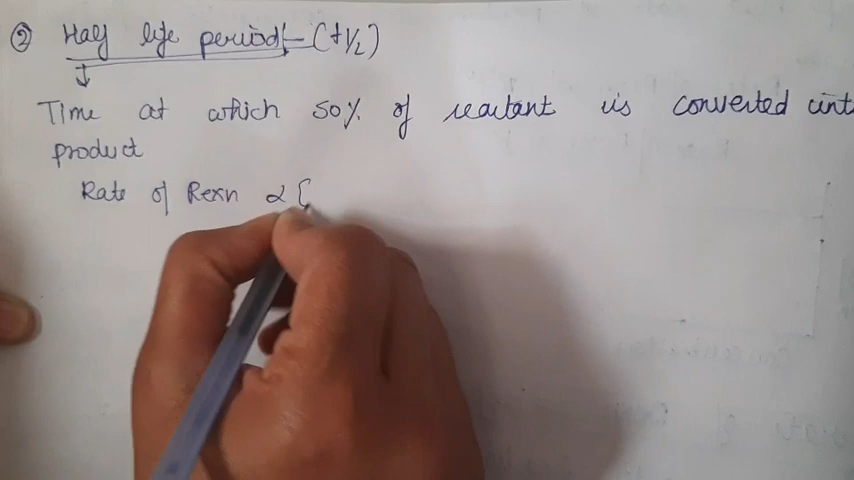 ② Half life period :- (t1/2)
↓
Time at which 50% of reactant is converted int
product
Rate of Rexn α [